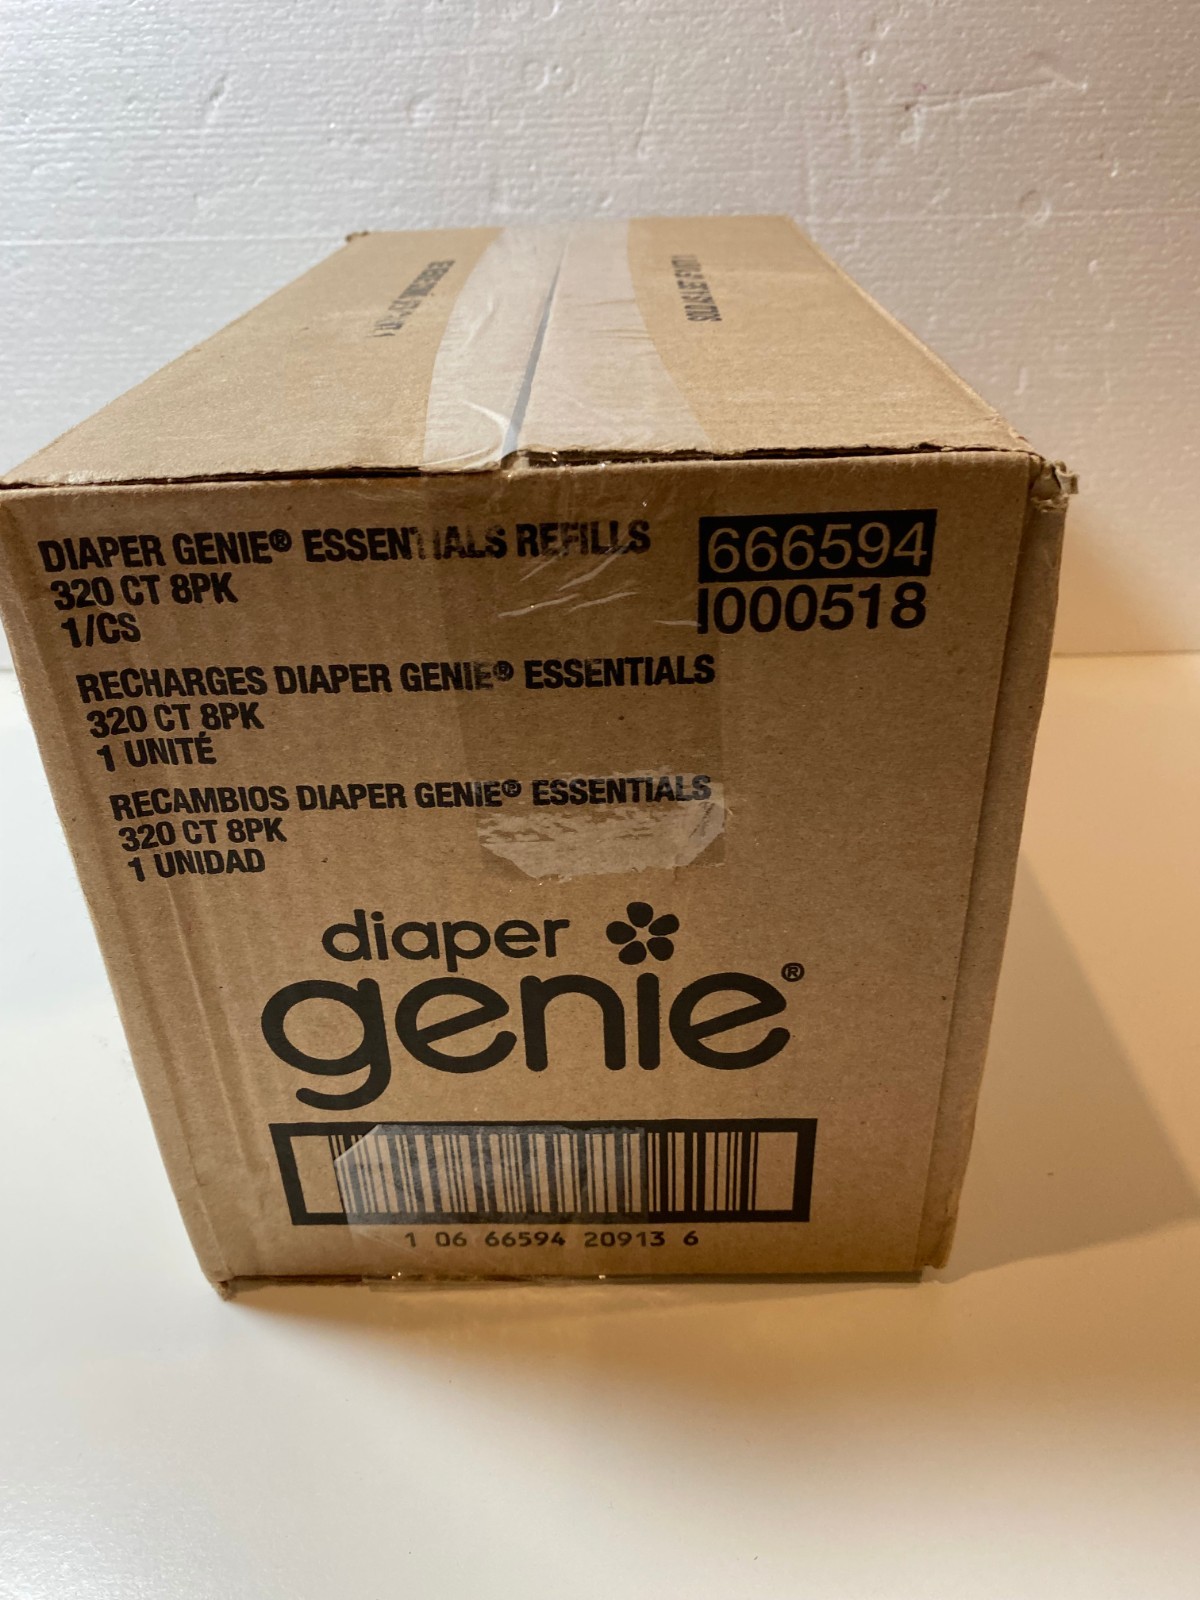 DIAPER GENIE® ESSENTIALS REFILLS
320 CT 8PK
1/CS
666594
I000518
RECHARGES DIAPER GENIE® ESSENTIALS
320 CT 8PK
1 UNITÉ
RECAMBIOS DIAPER GENIE® ESSENTIALS
320 CT 8PK
1 UNIDAD
diaper
genie®
1 06 66594 20913 6